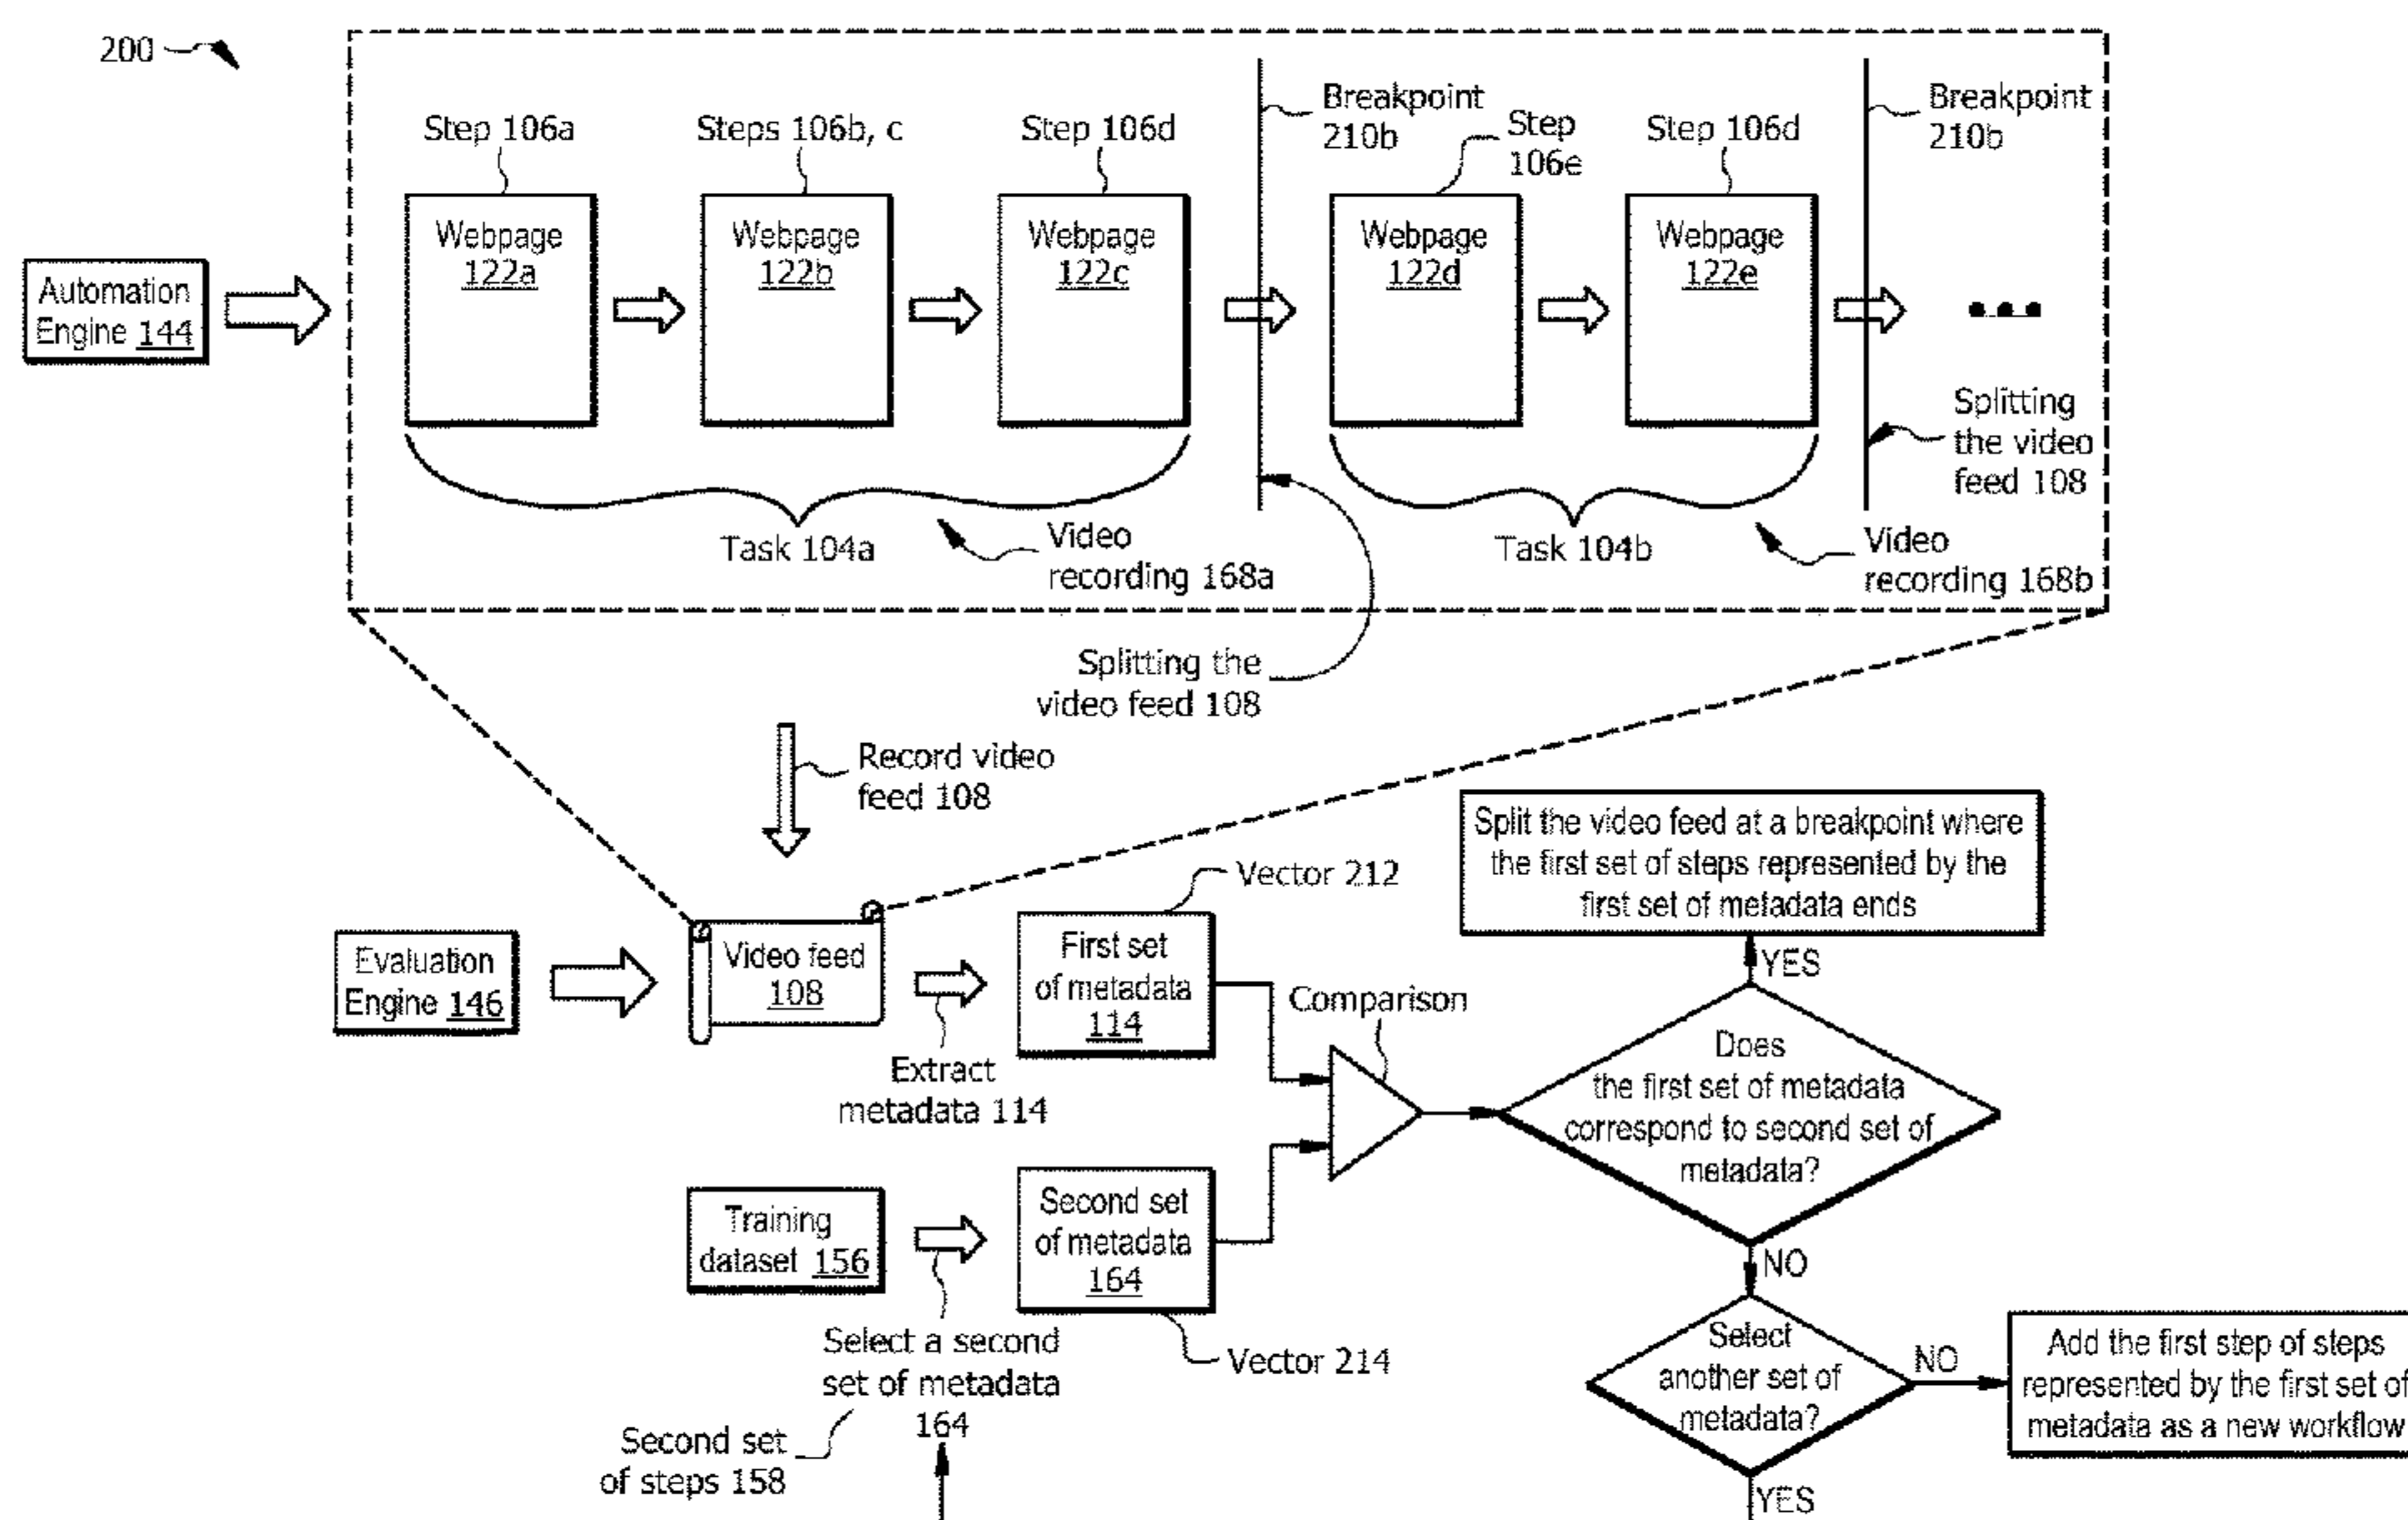 200
Step 106a
Steps 106b, c
Step 106d
Breakpoint
210b
Step
106e
Step 106d
Breakpoint
210b
Automation
Engine 144
Webpage
122a
Webpage
122b
Webpage
122c
Webpage
122d
Webpage
122e
Splitting
the video
feed 108
Task 104a
Video
recording 168a
Task 104b
Video
recording 168b
Splitting the
video feed 108
Record video
feed 108
Split the video feed at a breakpoint where
the first set of steps represented by the
first set of metadata ends
YES
Evaluation
Engine 146
Video feed
108
Extract
metadata 114
Vector 212
First set
of metadata
114
Comparison
Does
the first set of metadata
correspond to second set of
metadata?
NO
Training
dataset 156
Select a second
set of metadata
164
Second set
of steps 158
Second set
of metadata
164
Vector 214
Select
another set of
metadata?
NO
Add the first step of steps
represented by the first set of
metadata as a new workflow
YES